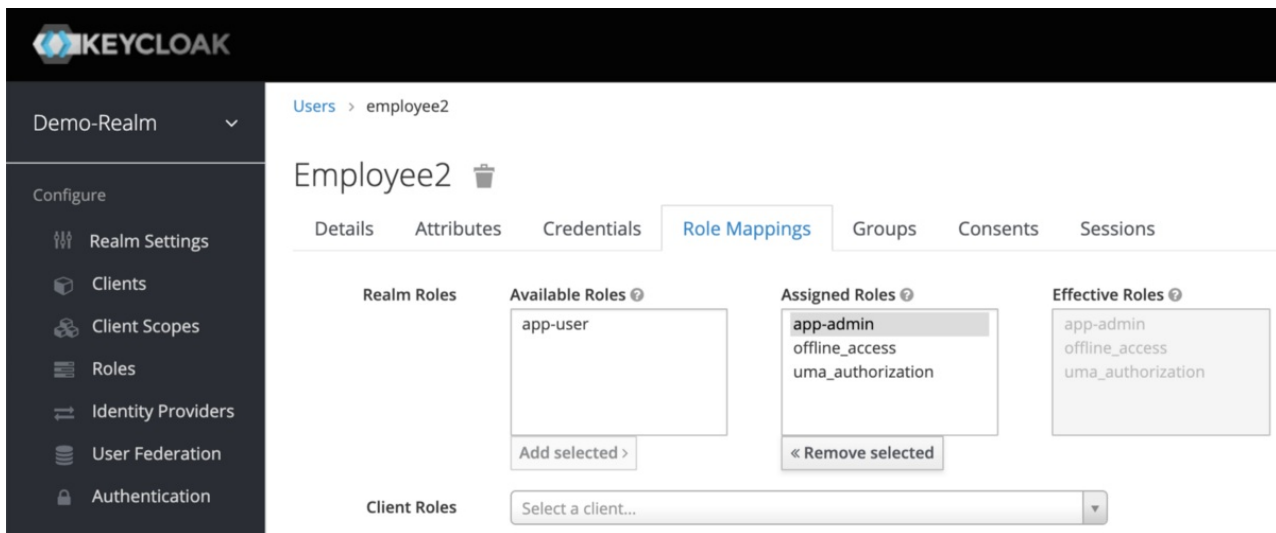 KEYCLOAK
Demo-Realm
Configure
Realm Settings
Clients
Client Scopes
Roles
Identity Providers
User Federation
Authentication
Users > employee2
Employee2
Details Attributes Credentials Role Mappings Groups Consents Sessions
Realm Roles
Available Roles
app-user
Add selected >
Assigned Roles
app-admin
offline_access
uma_authorization
« Remove selected
Effective Roles
app-admin
offline_access
uma_authorization
Client Roles
Select a client...